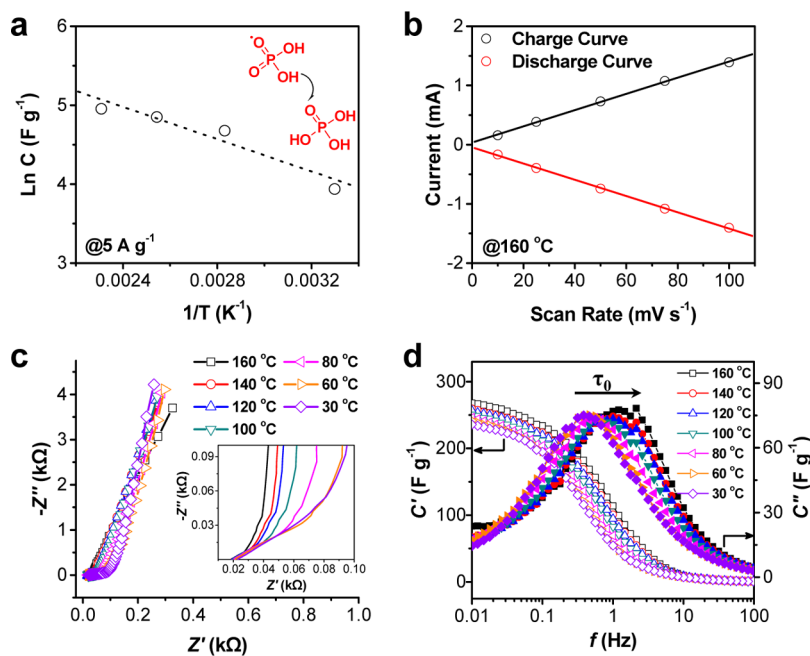 a
Ln C (F g⁻¹)
6
5
4
3
0.0024
0.0028
0.0032
1/T (K⁻¹)
@5 A g⁻¹
O
O
P
OH
OH
O
HO
P
OH
OH
b
Current (mA)
2
1
0
-1
-2
0
20
40
60
80
100
Scan Rate (mV s⁻¹)
Charge Curve
Discharge Curve
@160 °C
c
-Z'' (kΩ)
5
4
3
2
1
0
0.0
0.2
0.4
0.6
0.8
1.0
Z' (kΩ)
160 °C
140 °C
120 °C
100 °C
80 °C
60 °C
30 °C
-Z'' (kΩ)
0.09
0.06
0.03
0.02
0.04
0.06
0.08
0.10
Z' (kΩ)
d
C' (F g⁻¹)
300
250
200
150
100
50
0
0.01
0.1
1
10
100
f (Hz)
τ₀
160 °C
140 °C
120 °C
100 °C
80 °C
60 °C
30 °C
90
60
30
0
C'' (F g⁻¹)